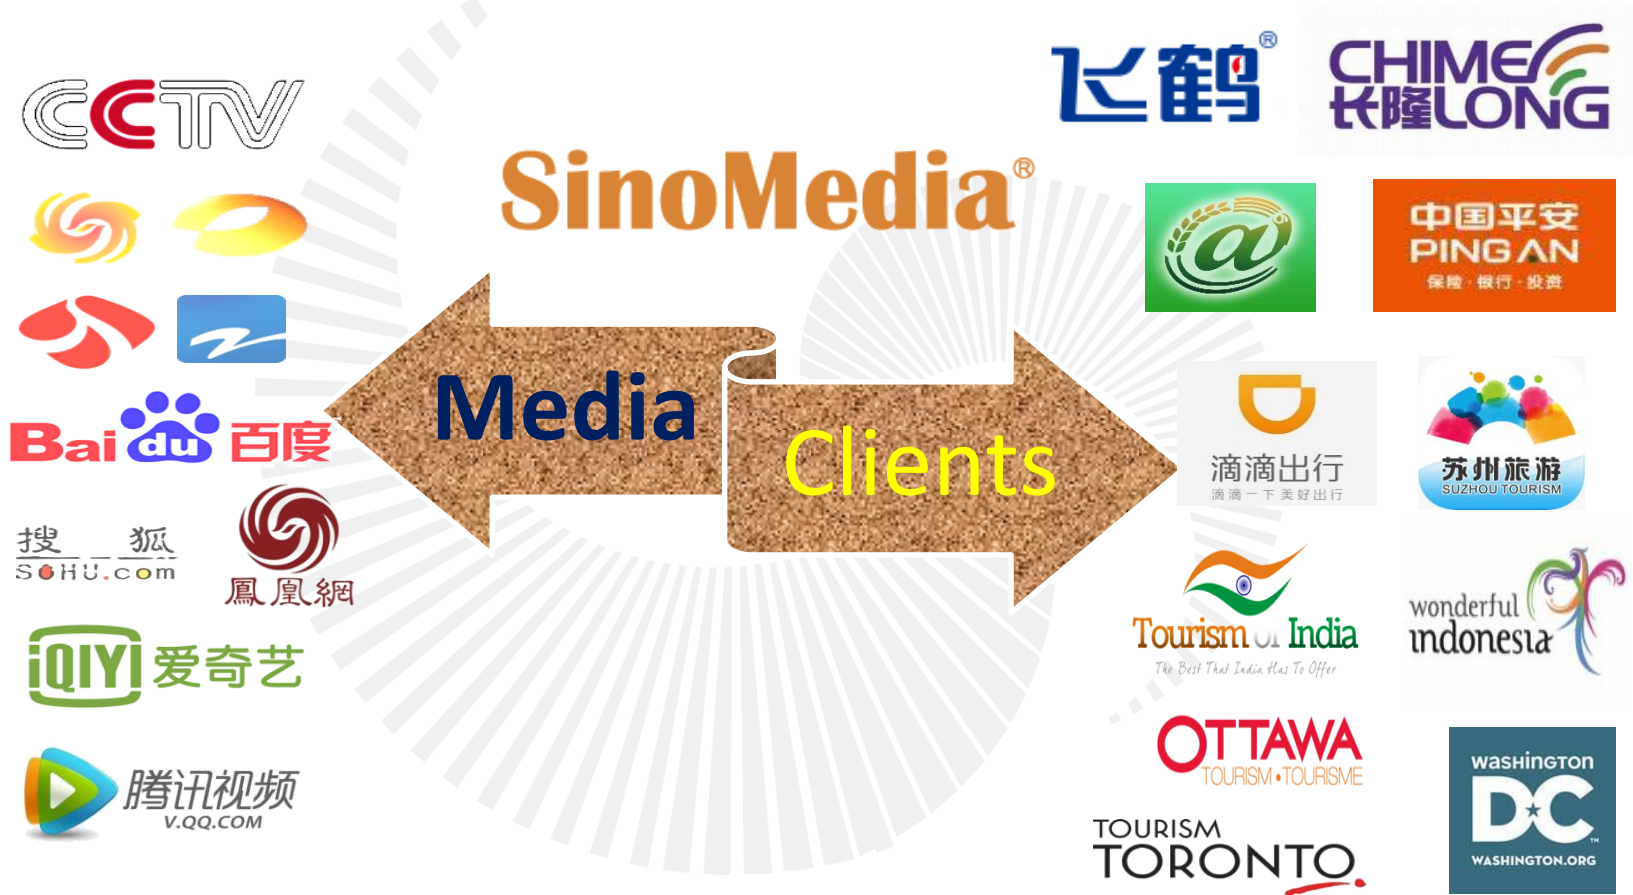 CCTV
Bai du 百度
搜 狐
SOHU.com
鳳凰網
iQIYI 爱奇艺
腾讯视频
V.QQ.COM
SinoMedia®
Media
Clients
飞鹤®
CHIMELONG
长隆
@
中国平安
PING AN
保险·银行·投资
滴滴出行
滴滴一下 美好出行
苏州旅游
SUZHOU TOURISM
Tourism of India
The Best That India Has To Offer
wonderful
indonesia
OTTAWA
TOURISM•TOURISME
TOURISM
TORONTO
WASHINGTON
DC™
WASHINGTON.ORG